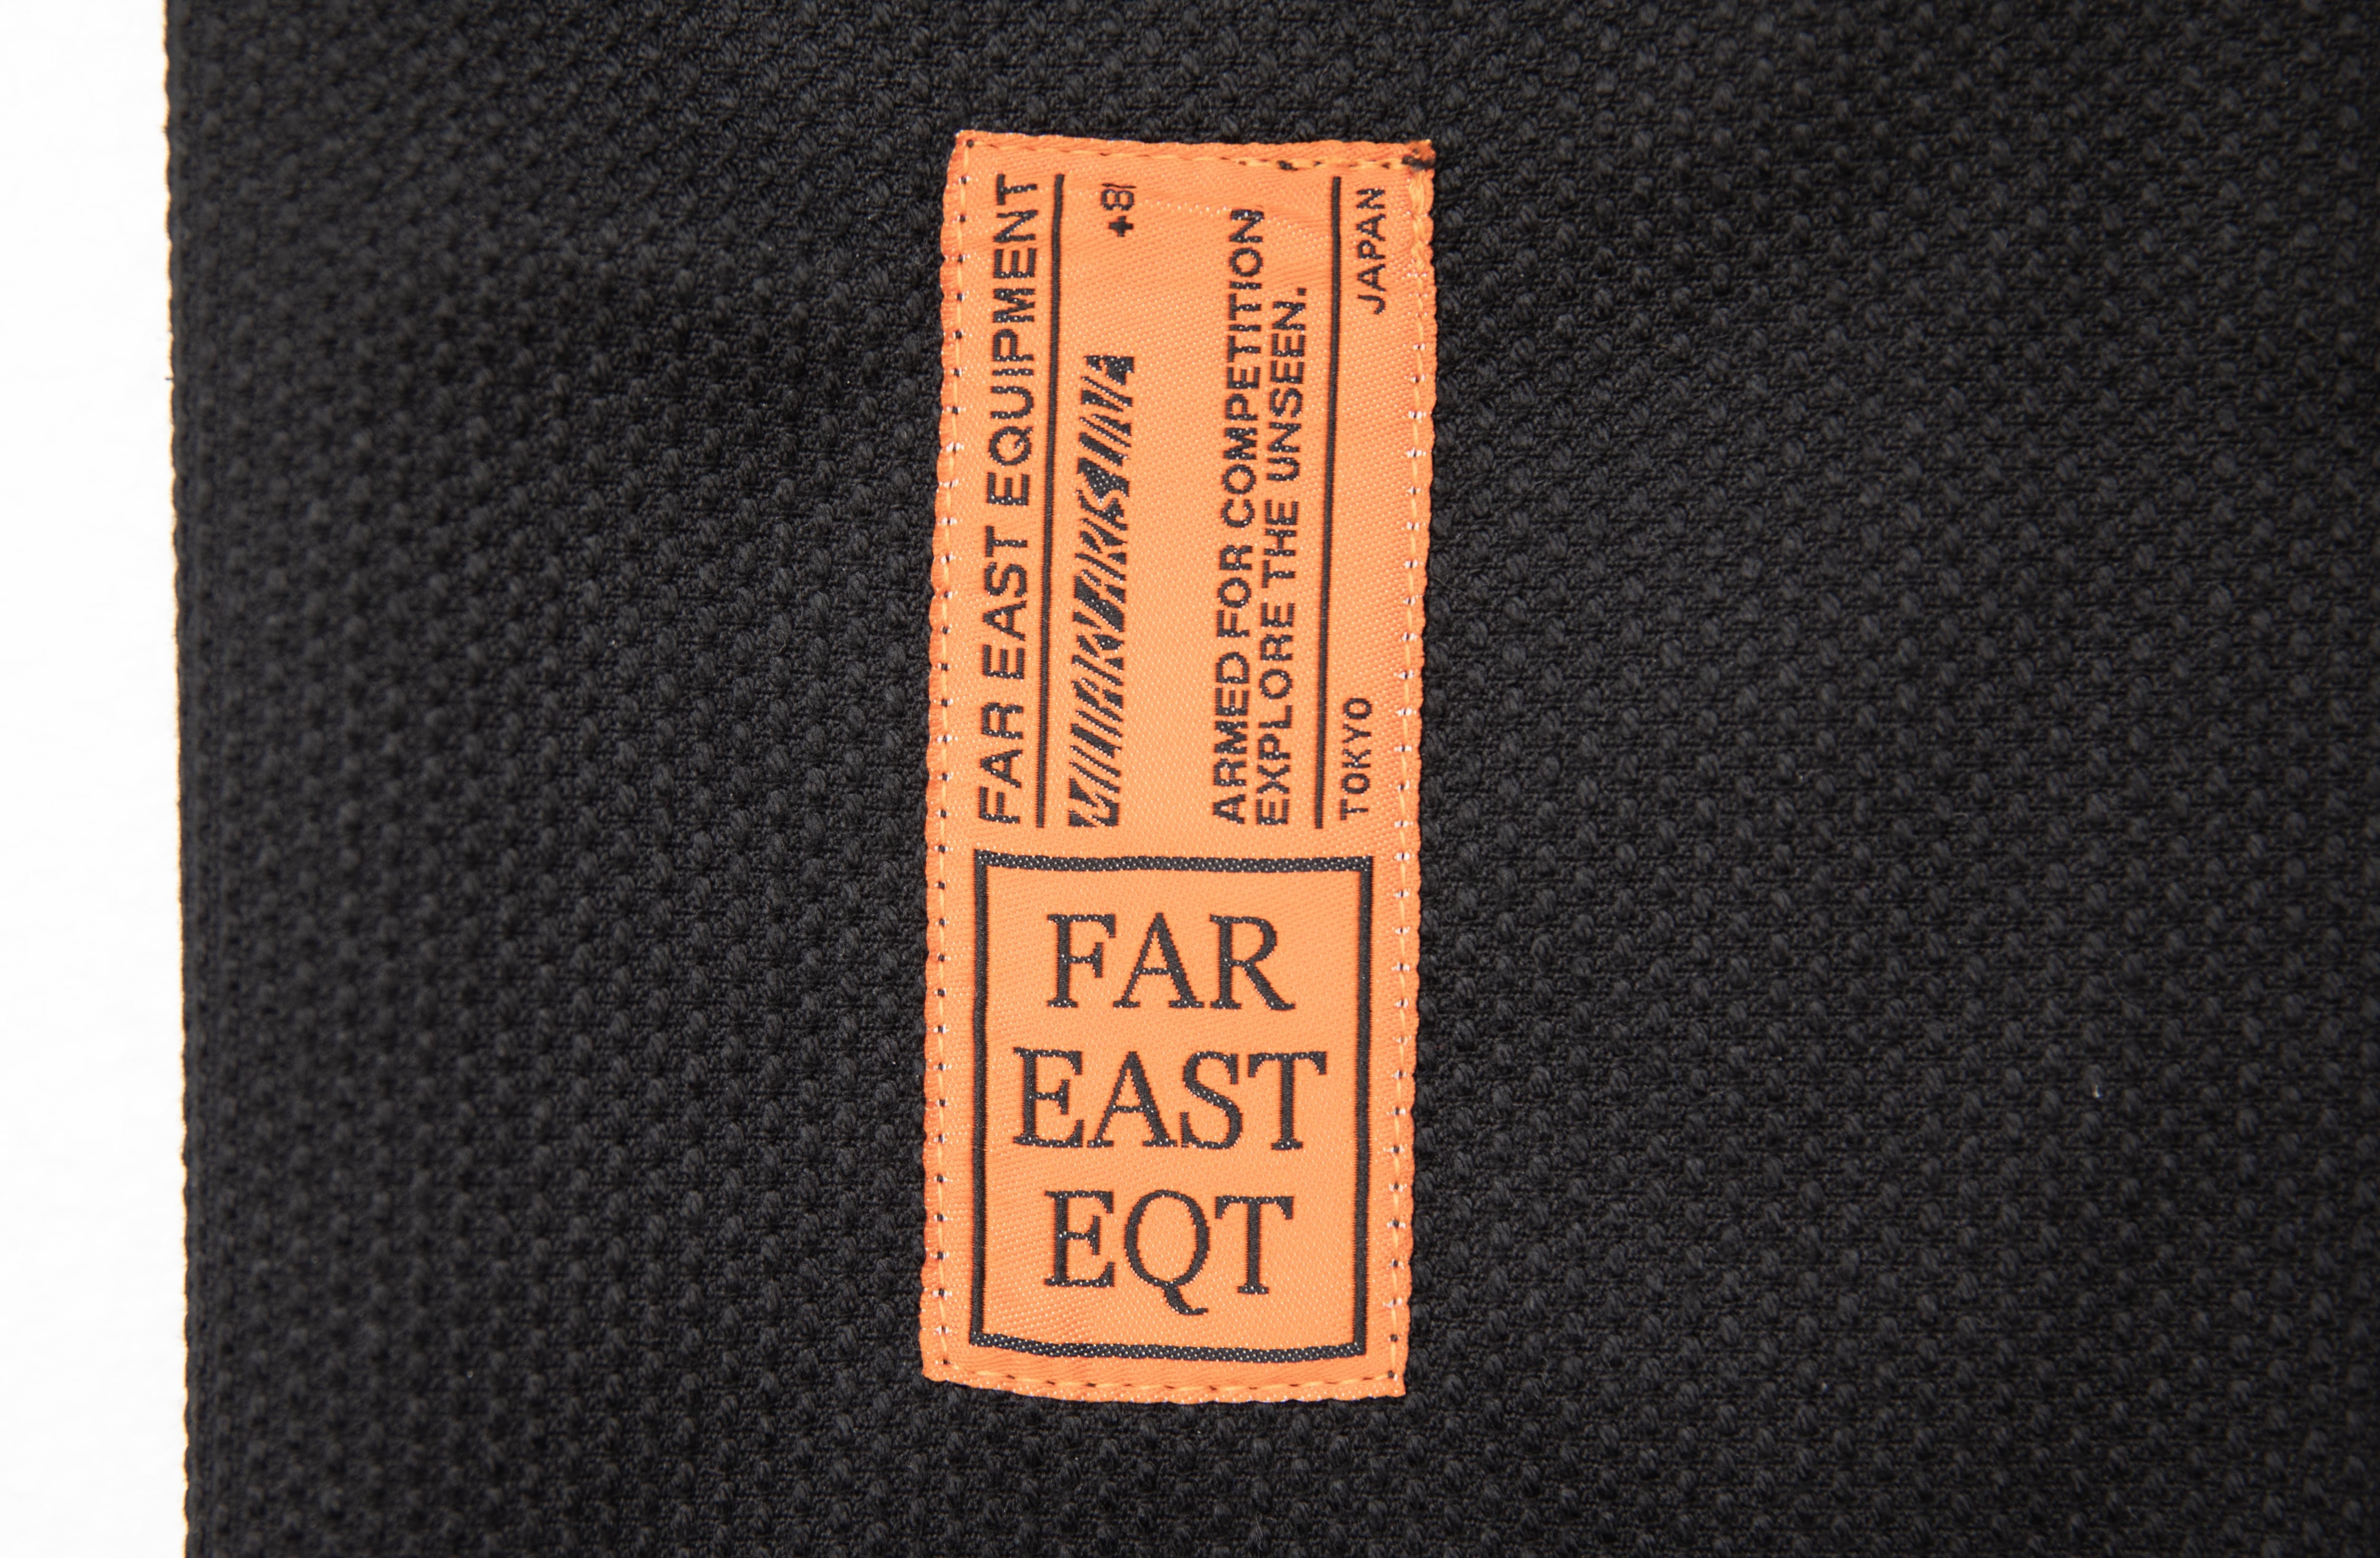 FAR EAST EQUIPMENT
+81
ARMED FOR COMPETITION
EXPLORE THE UNSEEN.
TOKYO JAPAN
FAR
EAST
EQT